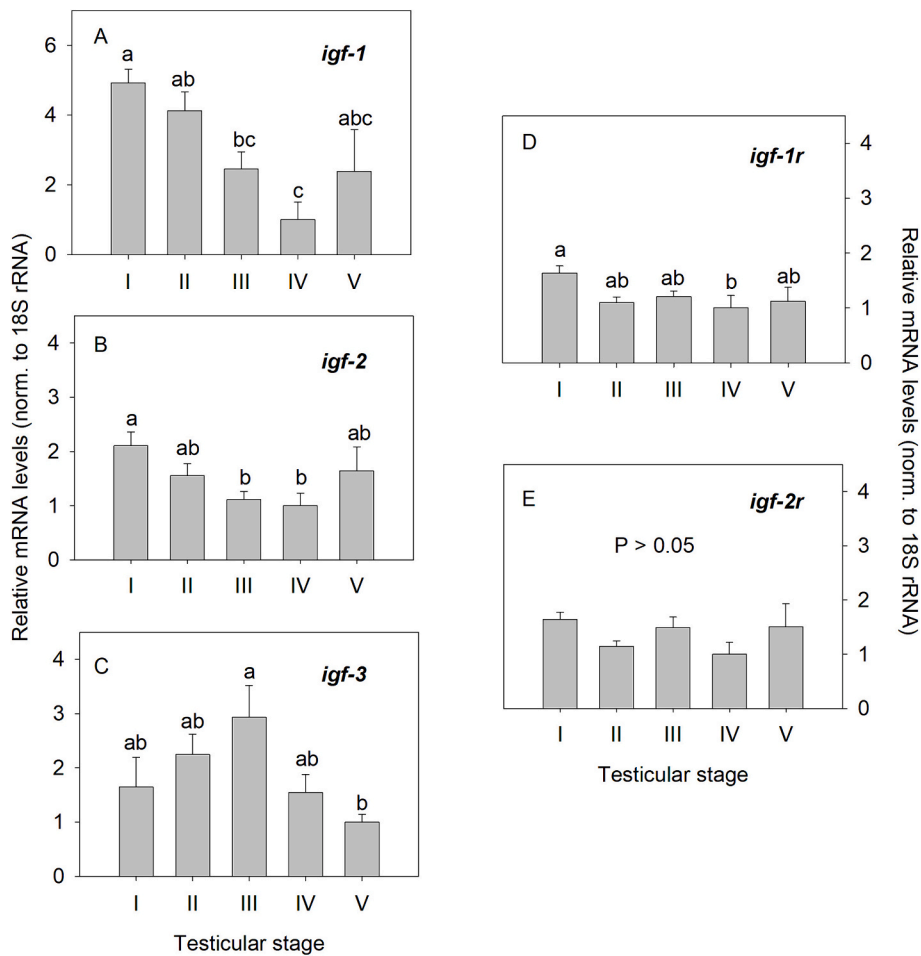 Relative mRNA levels (norm. to 18S rRNA)
A
igf-1
6
4
2
0
a
ab
bc
c
abc
I II III IV V
B
igf-2
4
3
2
1
0
a
ab
b
b
ab
I II III IV V
C
igf-3
4
3
2
1
0
ab
ab
a
ab
b
I II III IV V
Testicular stage
D
igf-1r
4
3
2
1
0
a
ab
ab
b
ab
I II III IV V
E
igf-2r
P > 0.05
4
3
2
1
0
I II III IV V
Testicular stage
Relative mRNA levels (norm. to 18S rRNA)